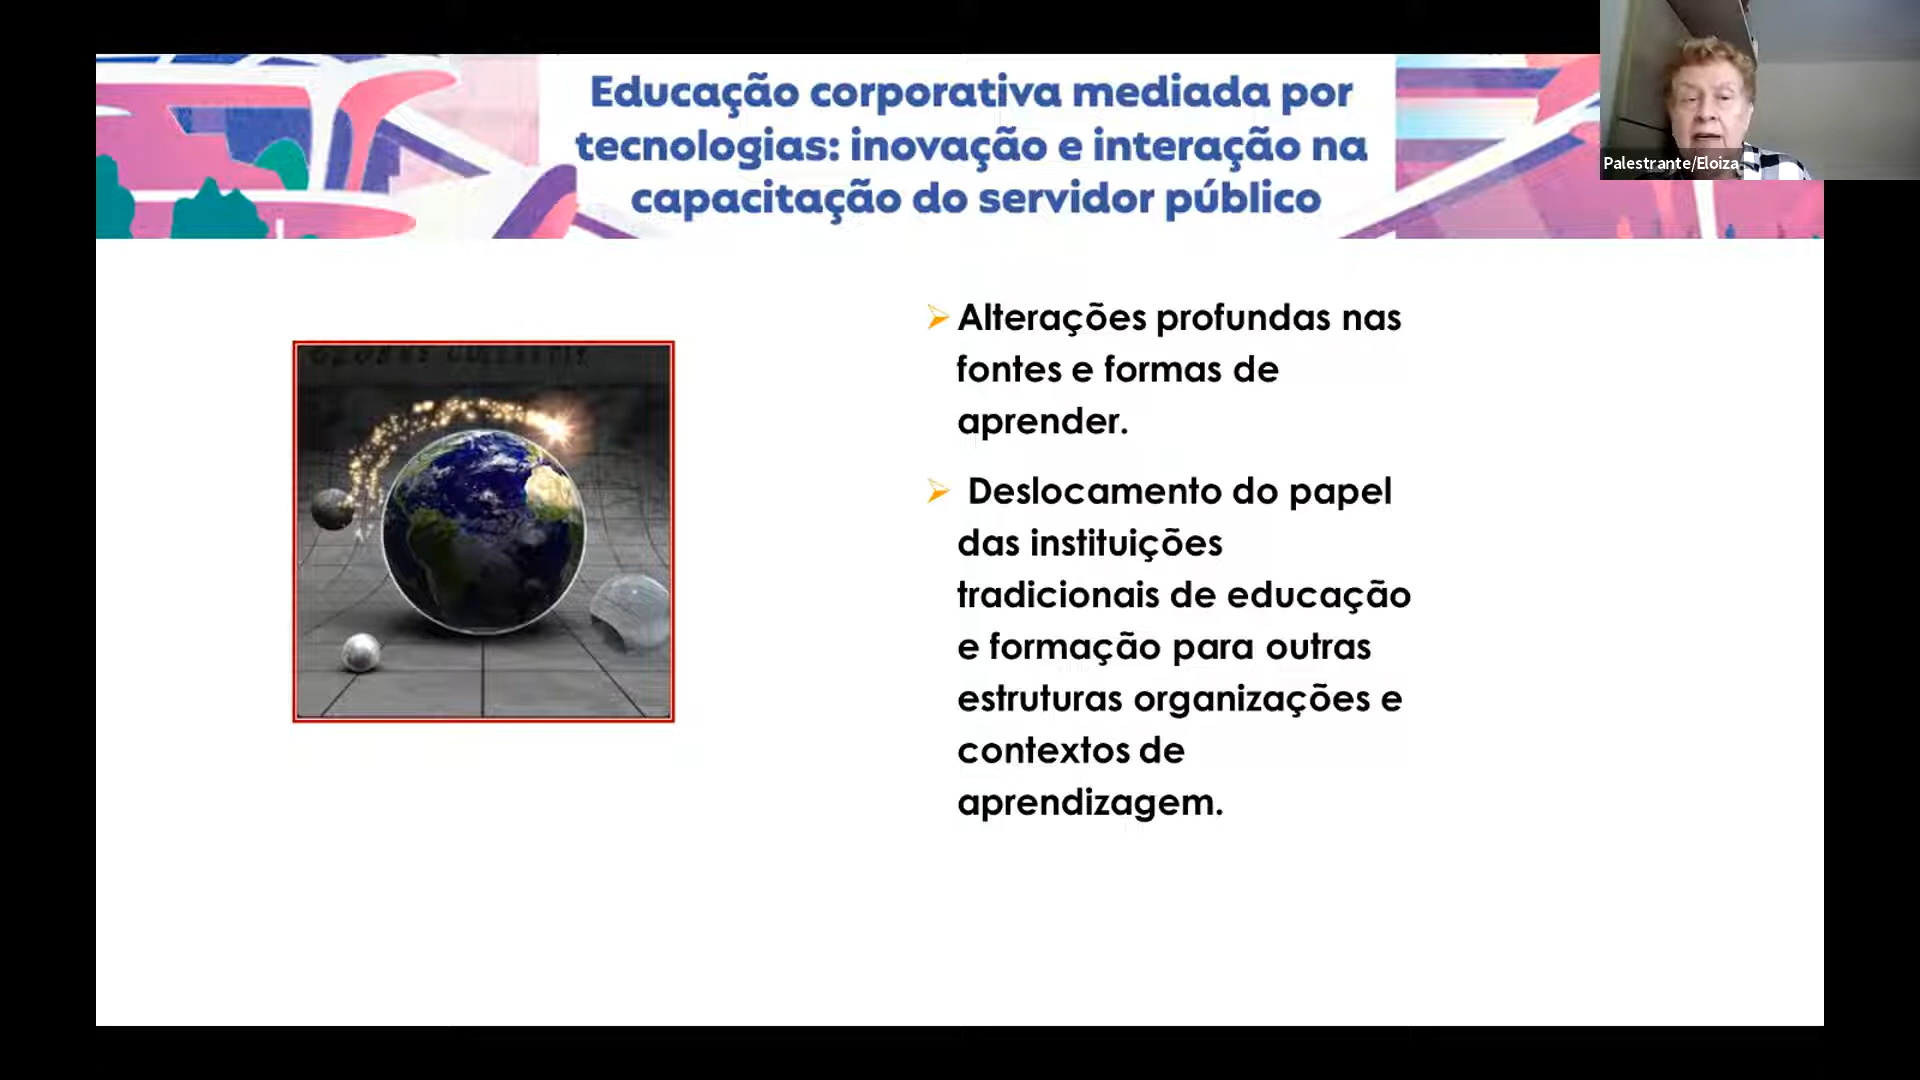 Educação corporativa mediada por
tecnologias: inovação e interação na
capacitação do servidor público
Palestrante/Eloiza
Alterações profundas nas
fontes e formas de
aprender.
Deslocamento do papel
das instituições
tradicionais de educação
e formação para outras
estruturas organizações e
contextos de
aprendizagem.